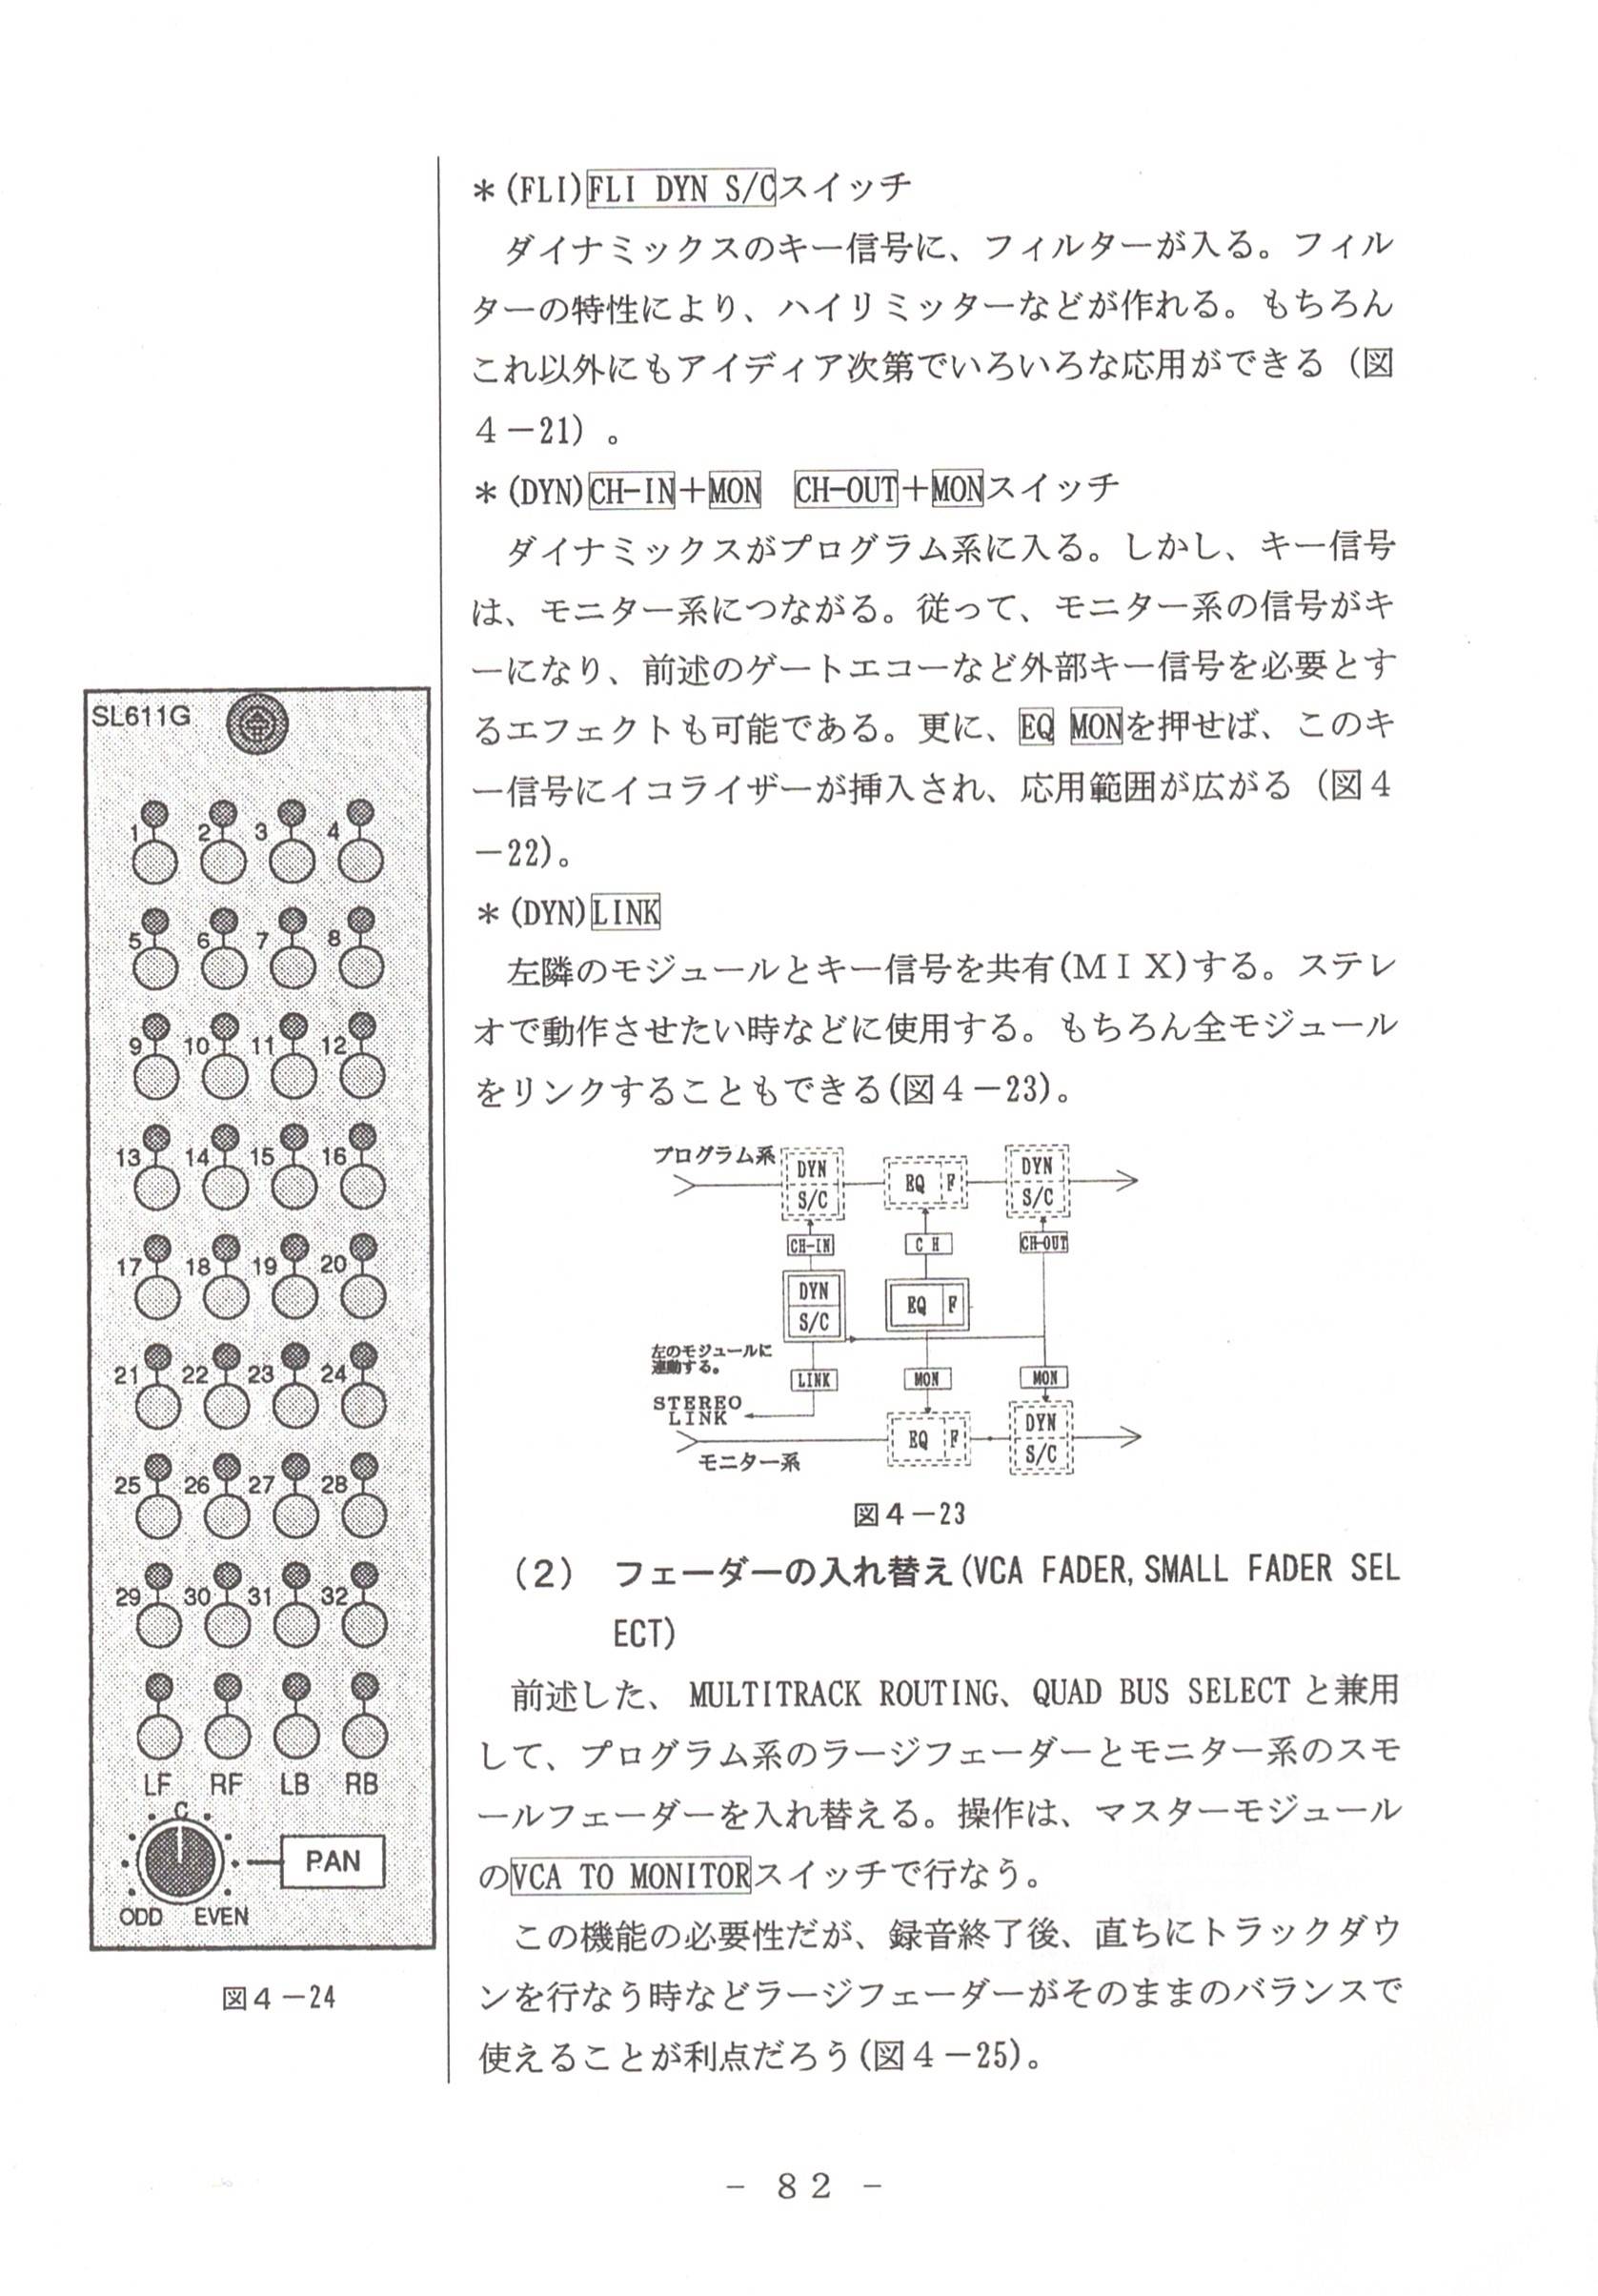 ＊(FLI)FLI DYN S/Cスイッチ
ダイナミックスのキー信号に、フィルターが入る。フィル
ターの特性により、ハイリミッターなどが作れる。もちろん
これ以外にもアイディア次第でいろいろな応用ができる（図
４－21）。
＊(DYN)CH-IN＋MON　CH-OUT＋MONスイッチ
ダイナミックスがプログラム系に入る。しかし、キー信号
は、モニター系につながる。従って、モニター系の信号がキ
ーになり、前述のゲートエコーなど外部キー信号を必要とす
るエフェクトも可能である。更に、EQ MONを押せば、このキ
ー信号にイコライザーが挿入され、応用範囲が広がる（図４
－22)。
＊(DYN)LINK
左隣のモジュールとキー信号を共有(ＭＩＸ)する。ステレ
オで動作させたい時などに使用する。もちろん全モジュール
をリンクすることもできる(図４－23)。
プログラム系
DYN
S/C
EQ F
DYN
S/C
CH-IN
C H
CH-OUT
DYN
S/C
EQ F
左のモジュールに
連動する。
LINK
MON
MON
STEREO
LINK
EQ F
DYN
S/C
モニター系
図４－23
（2）　フェーダーの入れ替え(VCA FADER, SMALL FADER SEL
ECT)
前述した、 MULTITRACK ROUTING、QUAD BUS SELECT と兼用
して、プログラム系のラージフェーダーとモニター系のスモ
ールフェーダーを入れ替える。操作は、マスターモジュール
のVCA TO MONITORスイッチで行なう。
この機能の必要性だが、録音終了後、直ちにトラックダウ
ンを行なう時などラージフェーダーがそのままのバランスで
使えることが利点だろう(図４－25)。
SL611G
1 2 3 4
5 6 7 8
9 10 11 12
13 14 15 16
17 18 19 20
21 22 23 24
25 26 27 28
29 30 31 32
LF RF LB RB
C
PAN
ODD EVEN
図４－24
－ 82 －